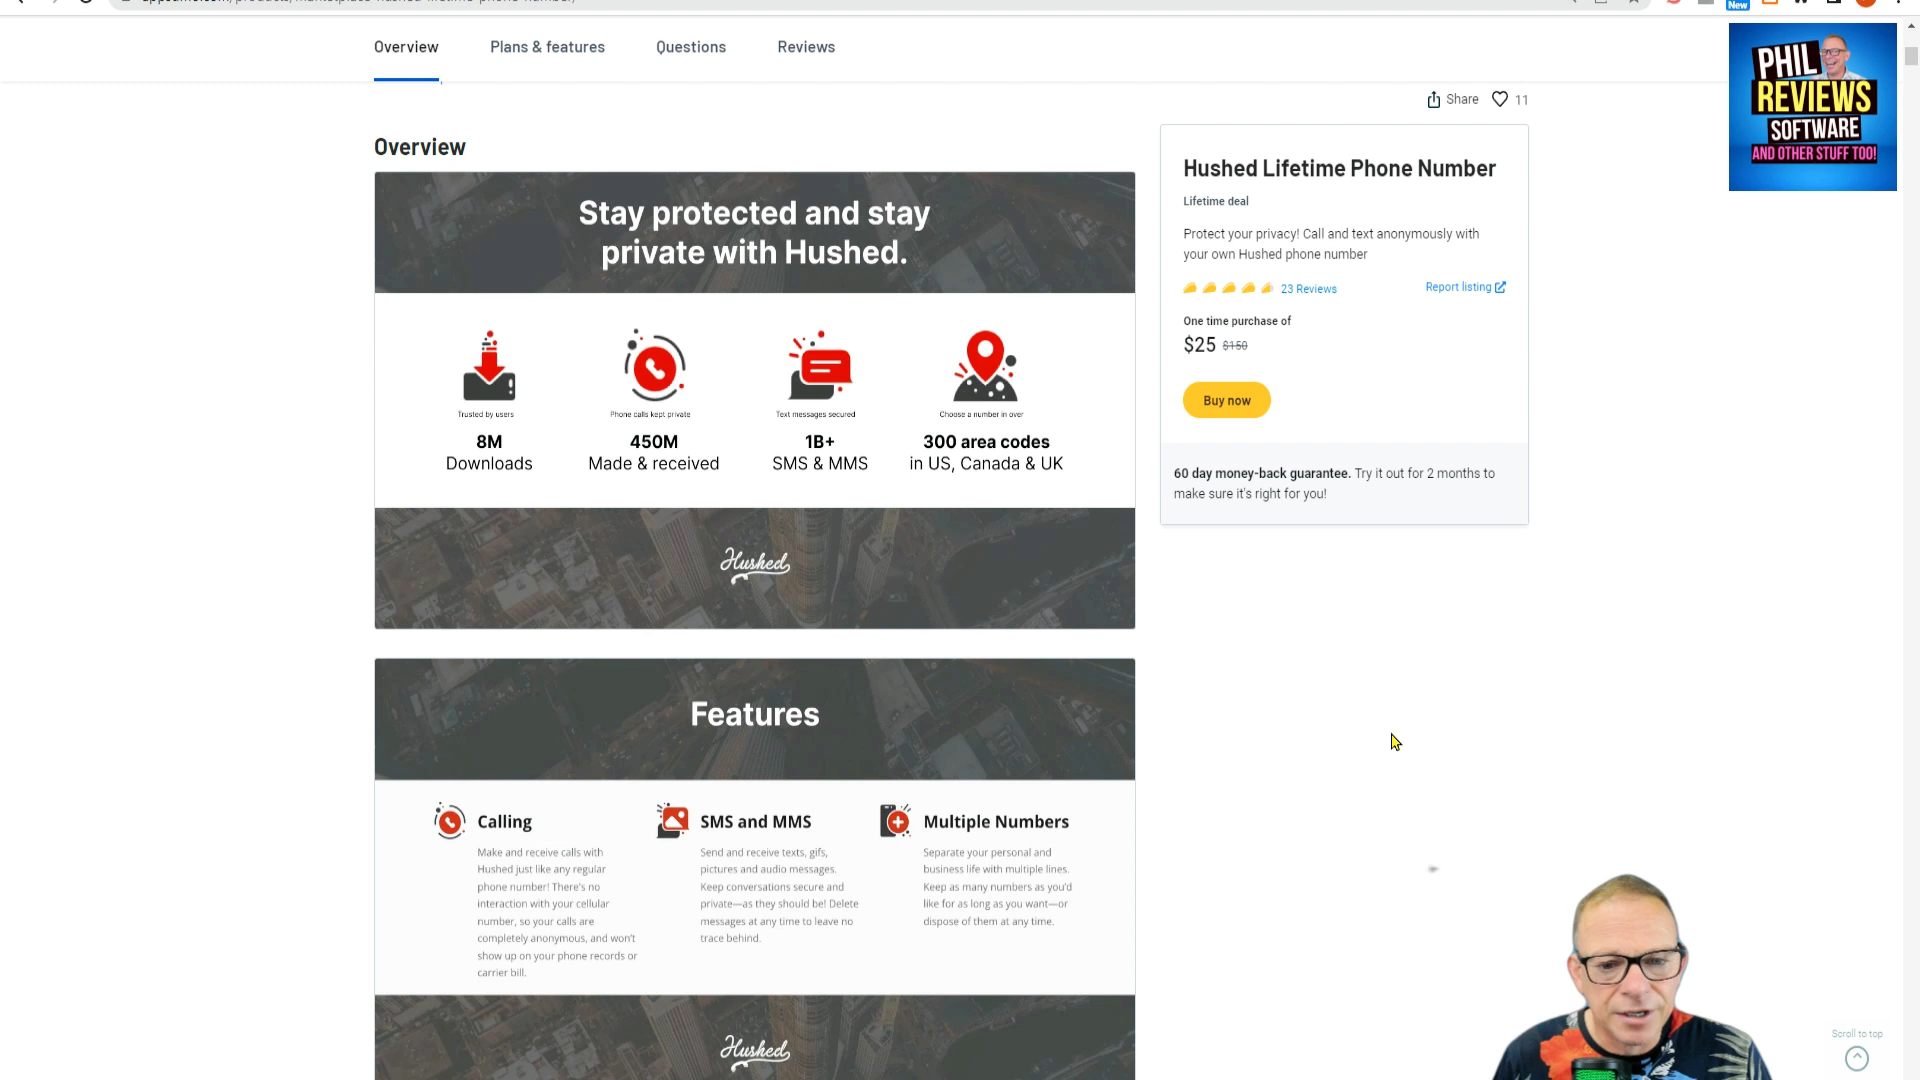 New
Overview
Plans & features
Questions
Reviews
Share
11
PHIL
REVIEWS
SOFTWARE
AND OTHER STUFF TOO!
Overview
Stay protected and stay
private with Hushed.
Trusted by users
8M
Downloads
Phone calls kept private
450M
Made & received
Text messages secured
1B+
SMS & MMS
Choose a number in over
300 area codes
in US, Canada & UK
Hushed
Hushed Lifetime Phone Number
Lifetime deal
Protect your privacy! Call and text anonymously with
your own Hushed phone number
23 Reviews
Report listing
One time purchase of
$25 $150
Buy now
60 day money-back guarantee. Try it out for 2 months to
make sure it's right for you!
Features
Calling
Make and receive calls with
Hushed just like any regular
phone number! There's no
interaction with your cellular
number, so your calls are
completely anonymous, and won't
show up on your phone records or
carrier bill.
SMS and MMS
Send and receive texts, gifs,
pictures and audio messages.
Keep conversations secure and
private—as they should be! Delete
messages at any time to leave no
trace behind.
Multiple Numbers
Separate your personal and
business life with multiple lines.
Keep as many numbers as you'd
like for as long as you want—or
dispose of them at any time.
Hushed
Scroll to top